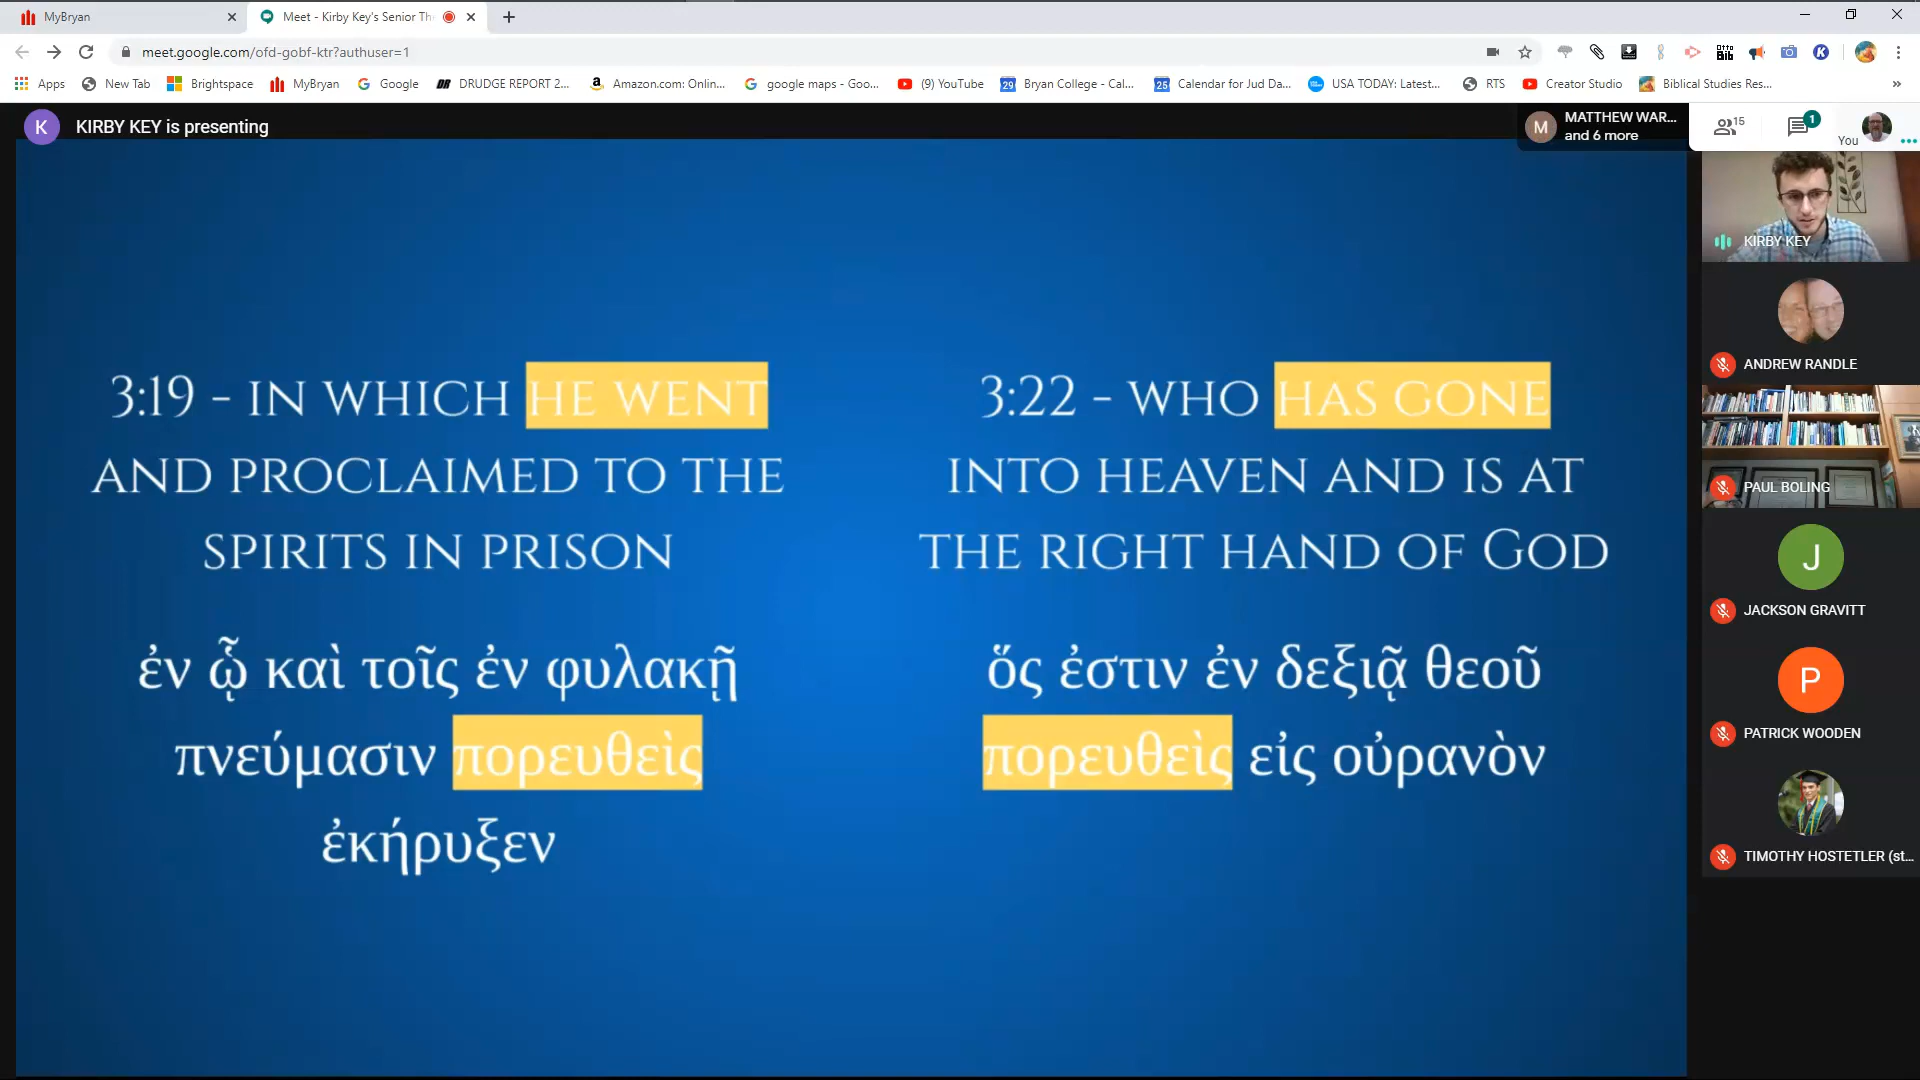 MyBryan
Meet - Kirby Key's Senior Th
meet.google.com/ofd-gobf-ktr?authuser=1
Apps New Tab Brightspace MyBryan Google DRUDGE REPORT 2... Amazon.com: Onlin... google maps - Goo... (9) YouTube Bryan College - Cal... Calendar for Jud Da... USA TODAY: Latest... RTS Creator Studio Biblical Studies Res... »
K KIRBY KEY is presenting
M MATTHEW WAR...
and 6 more
15
1
You
3:19 - IN WHICH HE WENT
AND PROCLAIMED TO THE
SPIRITS IN PRISON
ἐν ᾧ καὶ τοῖς ἐν φυλακῇ
πνεύμασιν πορευθεὶς
ἐκήρυξεν
3:22 - WHO HAS GONE
INTO HEAVEN AND IS AT
THE RIGHT HAND OF GOD
ὅς ἐστιν ἐν δεξιᾷ θεοῦ
πορευθεὶς εἰς οὐρανὸν
KIRBY KEY
ANDREW RANDLE
PAUL BOLING
J
JACKSON GRAVITT
P
PATRICK WOODEN
TIMOTHY HOSTETLER (st...